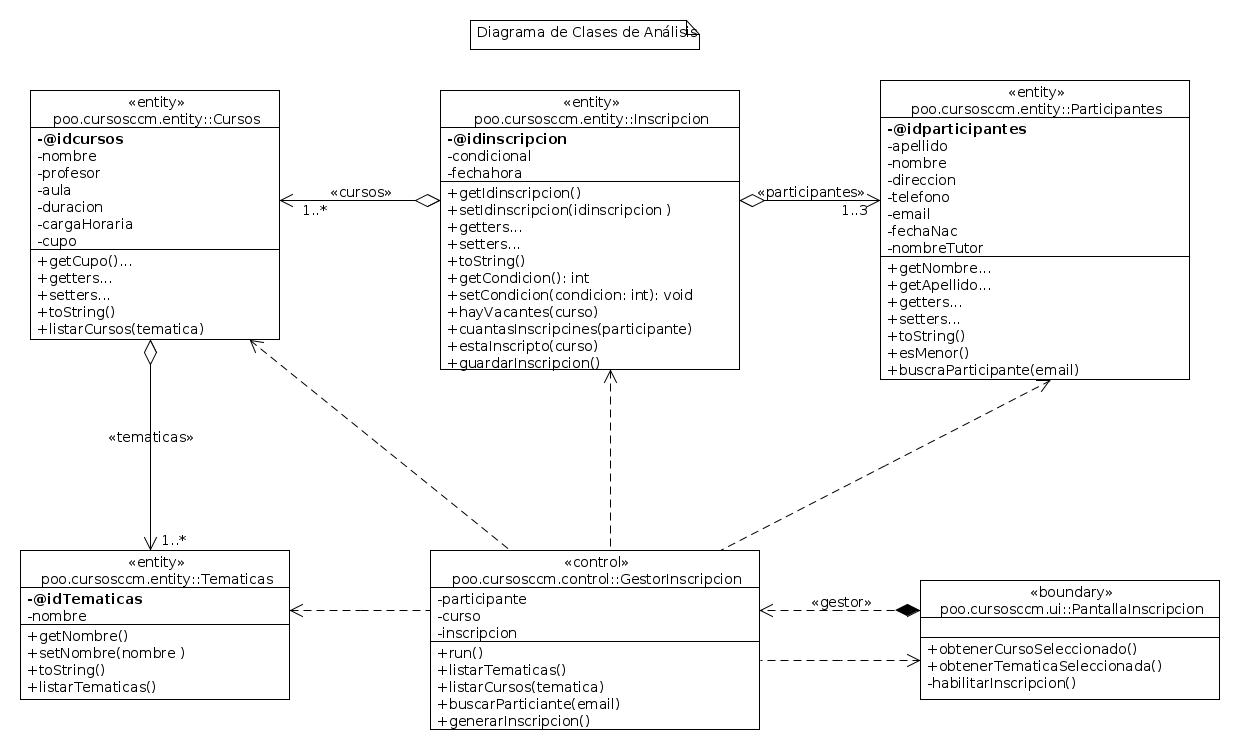 Diagrama de Clases de Análisis
«entity»
poo.cursosccm.entity::Cursos
-@idcursos
-nombre
-profesor
-aula
-duracion
-cargaHoraria
-cupo
+getCupo()...
+getters...
+setters...
+toString()
+listarCursos(tematica)
«cursos»
1..*
«entity»
poo.cursosccm.entity::Inscripcion
-@idinscripcion
-condicional
-fechahora
+getIdinscripcion()
+setIdinscripcion(idinscripcion )
+getters...
+setters...
+toString()
+getCondicion(): int
+setCondicion(condicion: int): void
+hayVacantes(curso)
+cuantasInscripcines(participante)
+estaInscripto(curso)
+guardarInscripcion()
«participantes»
1..3
«entity»
poo.cursosccm.entity::Participantes
-@idparticipantes
-apellido
-nombre
-direccion
-telefono
-email
-fechaNac
-nombreTutor
+getNombre...
+getApellido...
+getters...
+setters...
+toString()
+esMenor()
+buscraParticipante(email)
«tematicas»
1..*
«entity»
poo.cursosccm.entity::Tematicas
-@idTematicas
-nombre
+getNombre()
+setNombre(nombre )
+toString()
+listarTematicas()
«control»
poo.cursosccm.control::GestorInscripcion
-participante
-curso
-inscripcion
+run()
+listarTematicas()
+listarCursos(tematica)
+buscarParticiante(email)
+generarInscripcion()
«gestor»
«boundary»
poo.cursosccm.ui::PantallaInscripcion
+obtenerCursoSeleccionado()
+obtenerTematicaSeleccionada()
-habilitarInscripcion()